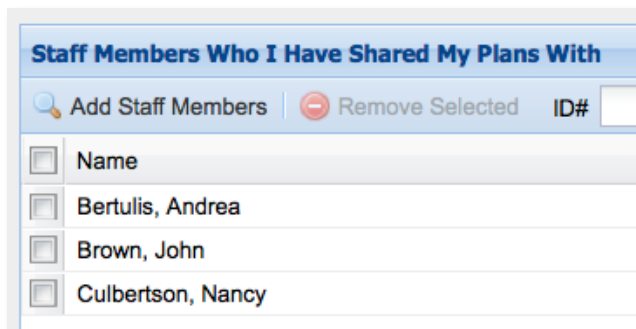 Staff Members Who I Have Shared My Plans With
Add Staff Members Remove Selected ID#
Name
Bertulis, Andrea
Brown, John
Culbertson, Nancy